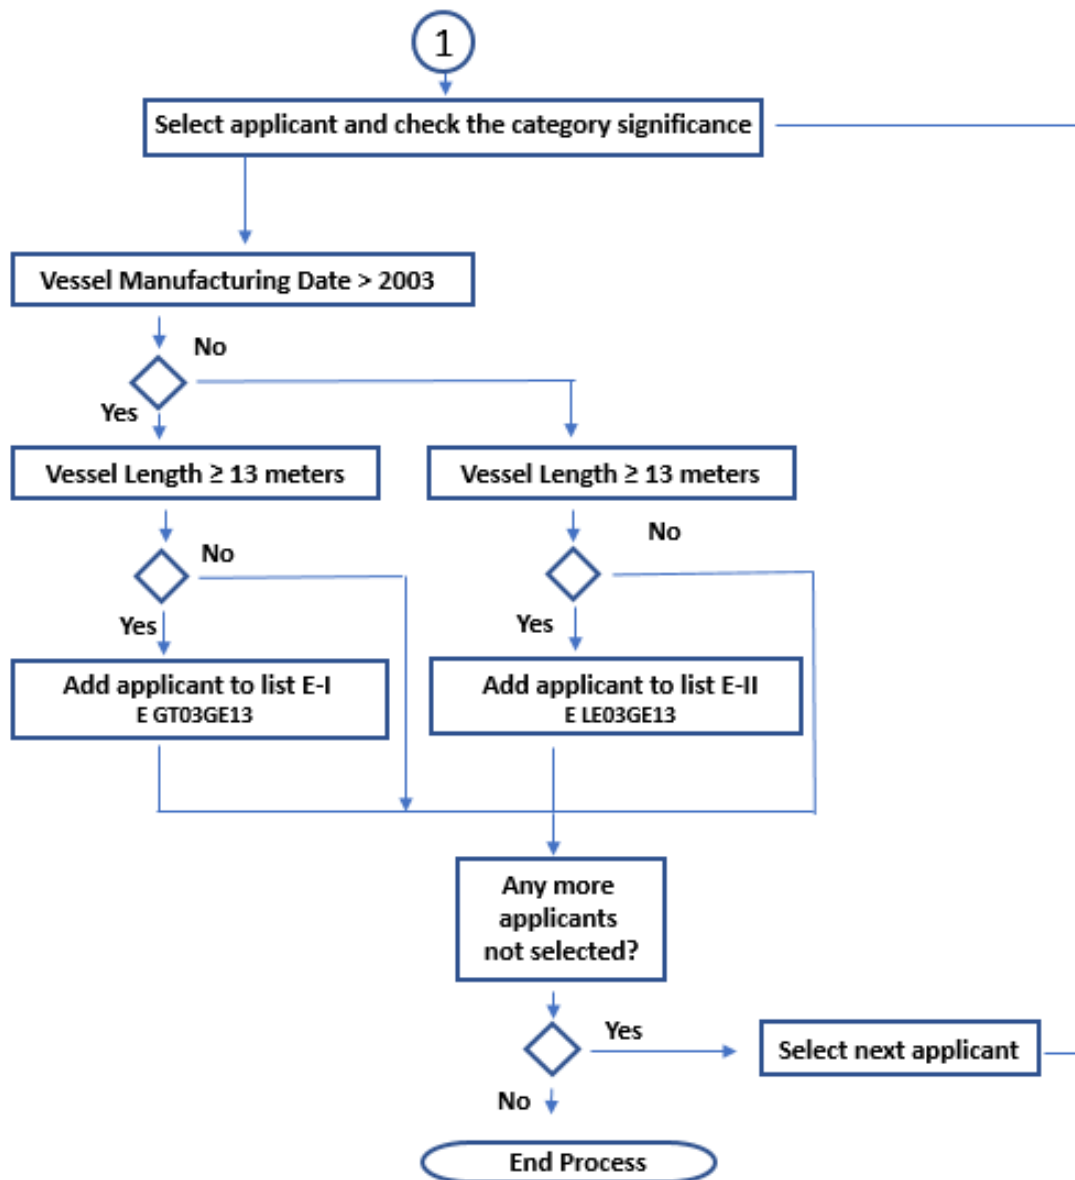 1
Select applicant and check the category significance
Vessel Manufacturing Date > 2003
No
Yes
Vessel Length ≥ 13 meters
Vessel Length ≥ 13 meters
No
No
Yes
Yes
Add applicant to list E-I
E GT03GE13
Add applicant to list E-II
E LE03GE13
Any more
applicants
not selected?
Yes
Select next applicant
No
End Process